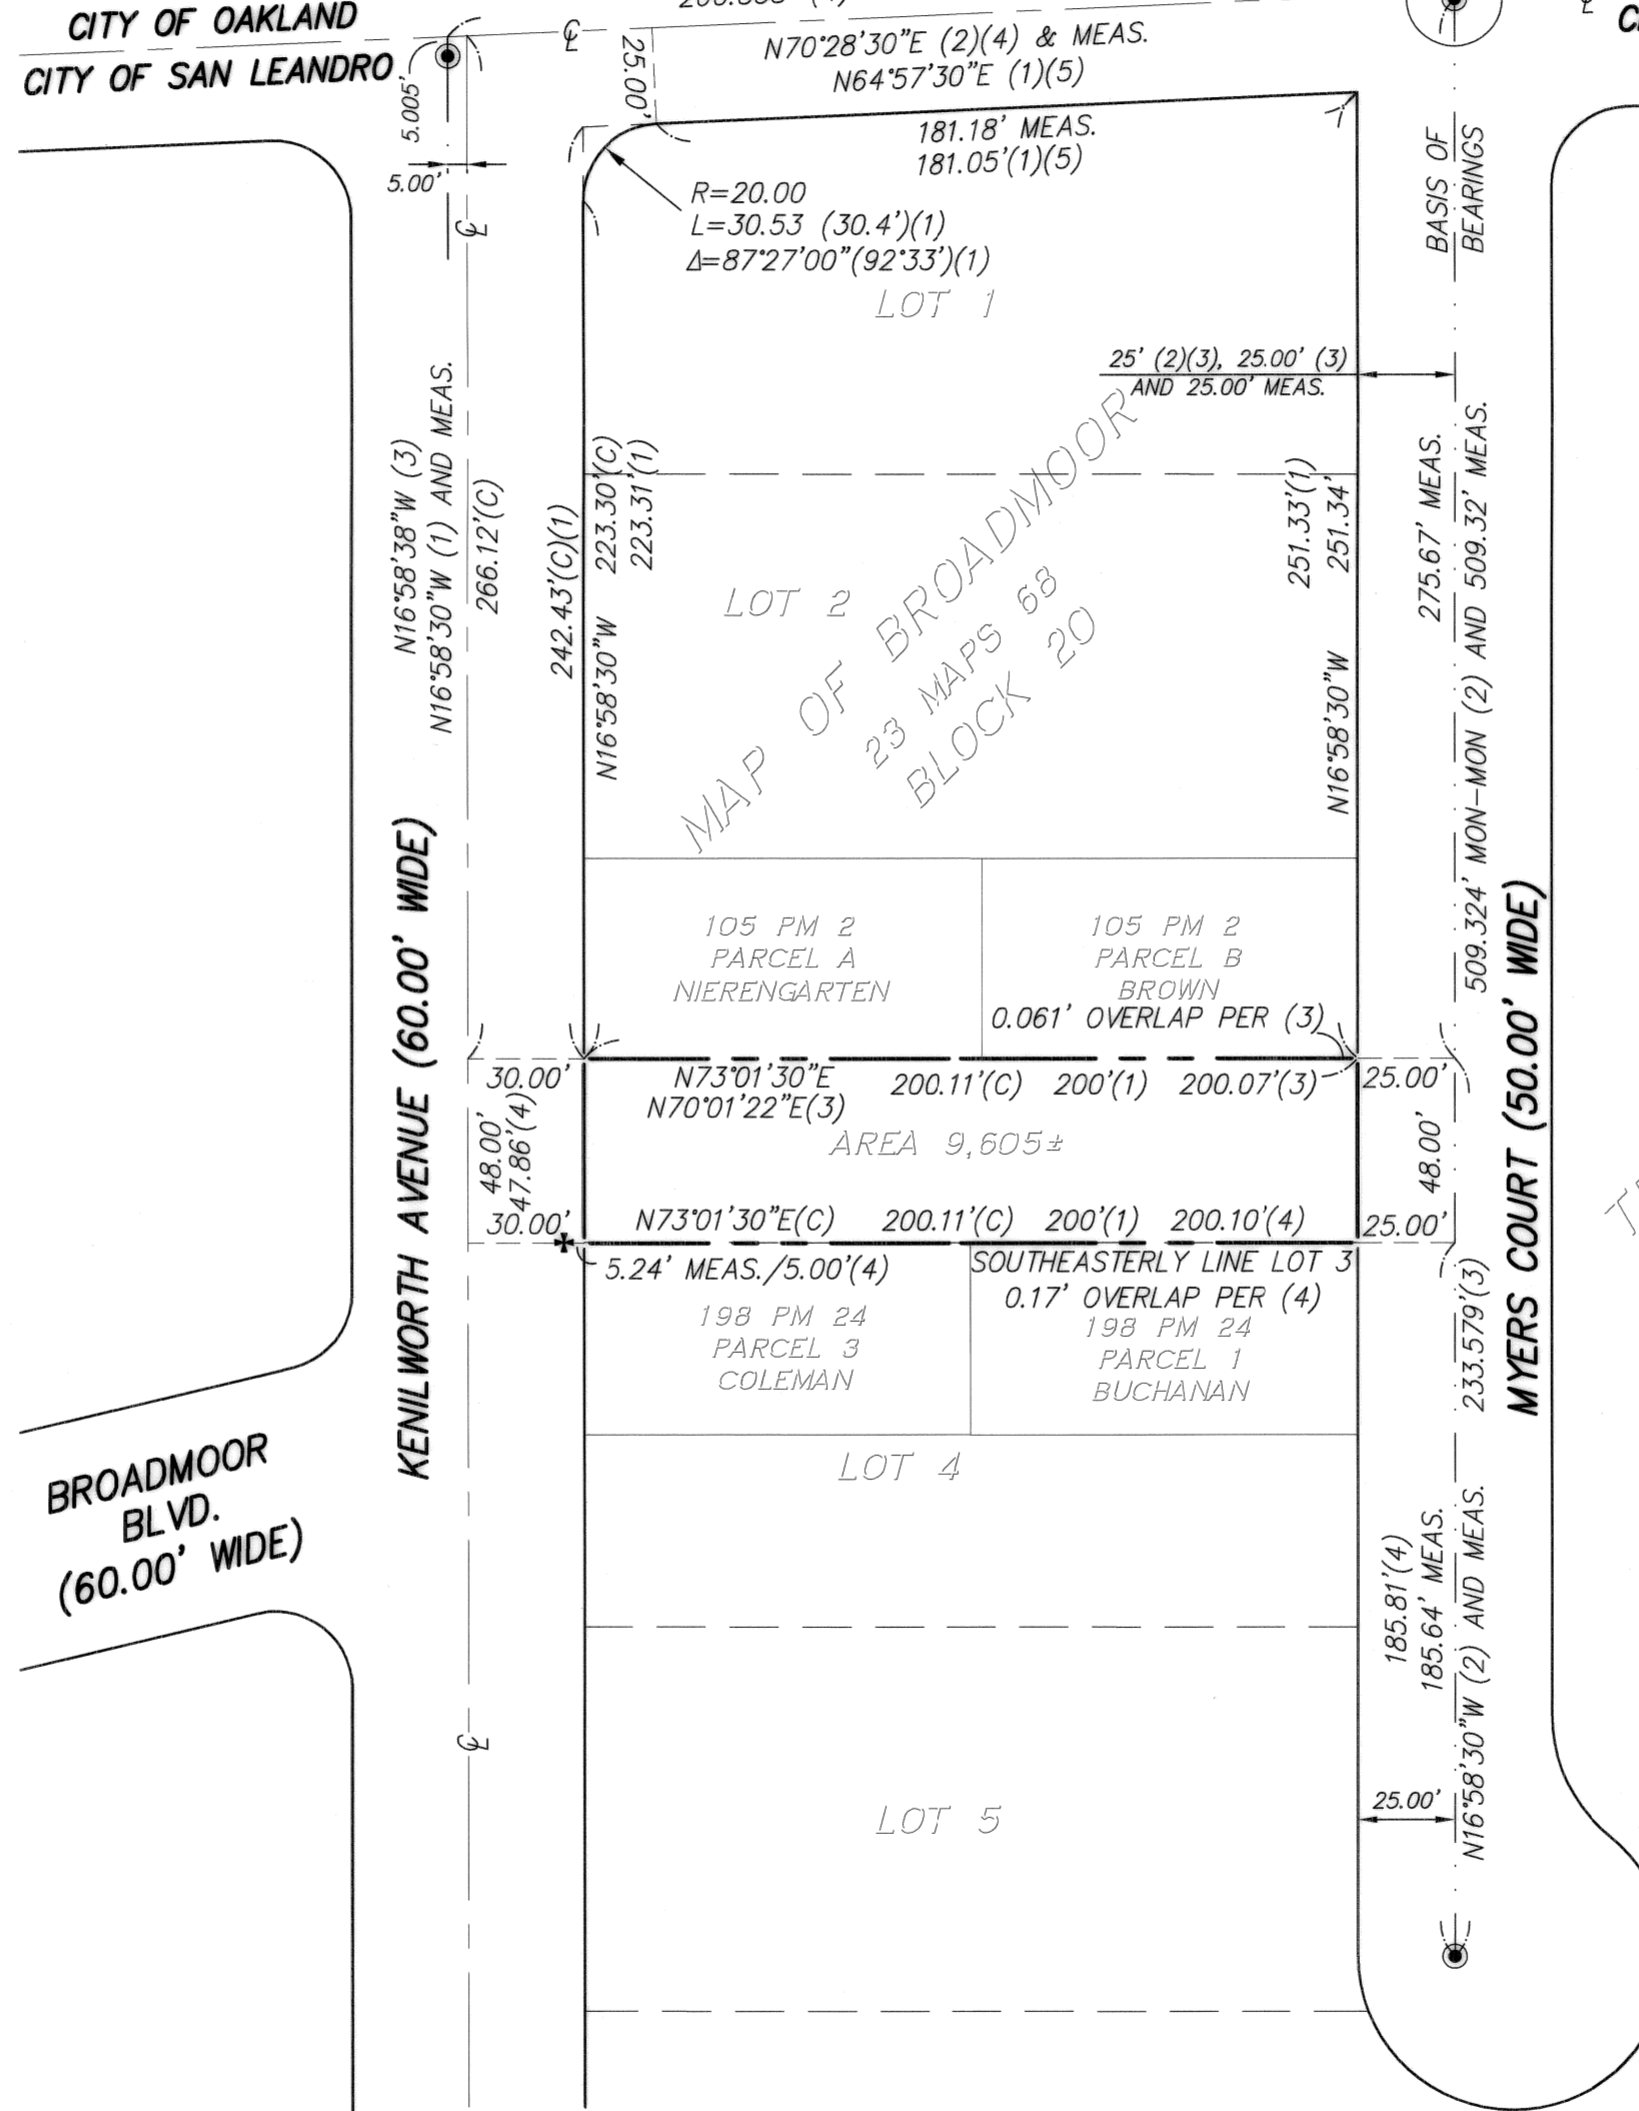 CITY OF OAKLAND
CITY OF SAN LEANDRO
N70°28'30"E (2)(4) & MEAS.
N64°57'30"E (1)(5)
25.00'
5.005'
5.00'
181.18' MEAS.
181.05'(1)(5)
R=20.00
L=30.53 (30.4')(1)
Δ=87°27'00"(92°33')(1)
LOT 1
BASIS OF
BEARINGS
25' (2)(3), 25.00' (3)
AND 25.00' MEAS.
N16°58'38"W (3)
N16°58'30"W (1) AND MEAS.
266.12'(C)
242.43'(C)(1)
223.30'(C)
223.31'(1)
N16°58'30"W
251.33'(1)
251.34'
N16°58'30"W
275.67' MEAS.
509.324' MON-MON (2) AND 509.32' MEAS.
LOT 2
MAP OF BROADMOOR
23 MAPS 68
BLOCK 20
KENILWORTH AVENUE (60.00' WIDE)
MYERS COURT (50.00' WIDE)
105 PM 2
PARCEL A
NIERENGARTEN
105 PM 2
PARCEL B
BROWN
0.061' OVERLAP PER (3)
30.00'
N73°01'30"E
N70°01'22"E(3)
200.11'(C) 200'(1) 200.07'(3)
25.00'
48.00'
47.86'(4)
AREA 9,605±
48.00'
30.00'
N73°01'30"E(C) 200.11'(C) 200'(1) 200.10'(4)
25.00'
5.24' MEAS./5.00'(4)
SOUTHEASTERLY LINE LOT 3
0.17' OVERLAP PER (4)
198 PM 24
PARCEL 3
COLEMAN
198 PM 24
PARCEL 1
BUCHANAN
233.579'(3)
LOT 4
BROADMOOR
BLVD.
(60.00' WIDE)
185.81'(4)
185.64' MEAS.
N16°58'30"W (2) AND MEAS.
25.00'
LOT 5